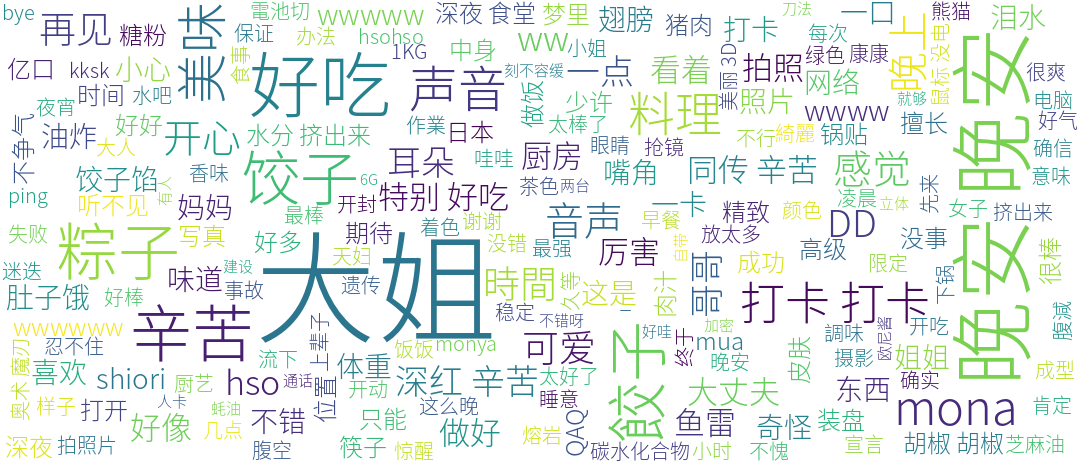 bye
再见
糖粉
美味
wwwww
電池切
保证
深夜 食堂
办法
hsohso
梦里
翅膀
猪肉
打卡
一口
熊猫
泪水
刀法
亿口
kksk
小心
食事
好吃
1KG
中身
ww
小姐
一点
看着
美丽 3D
拍照
每次
绿色
康康
晚上
鼠标 没电
晚安
很爽
夜宵
时间
水吧
声音
刻不容缓
做饭
少许
料理
照片
网络
wwww
就够
电脑
不争气
油炸
好好
开心
水分 挤出来
作業
日本
太棒了
抢镜
不行
綺麗
锅贴
擅长
好气
大人
饺子馅
香味
饺子
耳朵
哇哇
厨房
眼睛
嘴角
同传 辛苦
感觉
确信
ping
听不见
妈妈
有人
最棒
6G
开封
特别 好吃
茶色
两台
一卡
精致
颜色
凌晨
立体
先来
意味
失败
粽子
写真
好多
大姐
期待
着色
谢谢
没错
最强
音声
早餐
放太多
DD
女子
挤出来
晚安
迷迭
味道
建设
天妇
厉害
自带
高级
没事
很棒
肚子饿
好棒
事故
遗传
時間
久等
这是
肉汁
哥哥
成功
限定
下锅
wwwwww
辛苦
上辈子
稳定
一
不错呀
餃子
好哇
加密
打卡 打卡
調味
开吃
腹減
奥术 魔刃
忍不住
流下
饭饭
monya
可爱
终于
mua
晚安
摄影
欧尼酱
姐姐
喜欢
shiori
厨艺
通话
hso
位置
体重
开动
深红 辛苦
太好了
大丈夫
皮肤
东西
确实
成型
样子
打开
人卡
蚝油
不错
只能
这么晚
睡意
鱼雷
奇怪
装盘
mona
肯定
深夜
拍照片
好像
几点
腹空
筷子
惊醒
做好
熔岩
QAQ
碳水化合物
小时
不愧
宣言
胡椒 胡椒
芝麻油